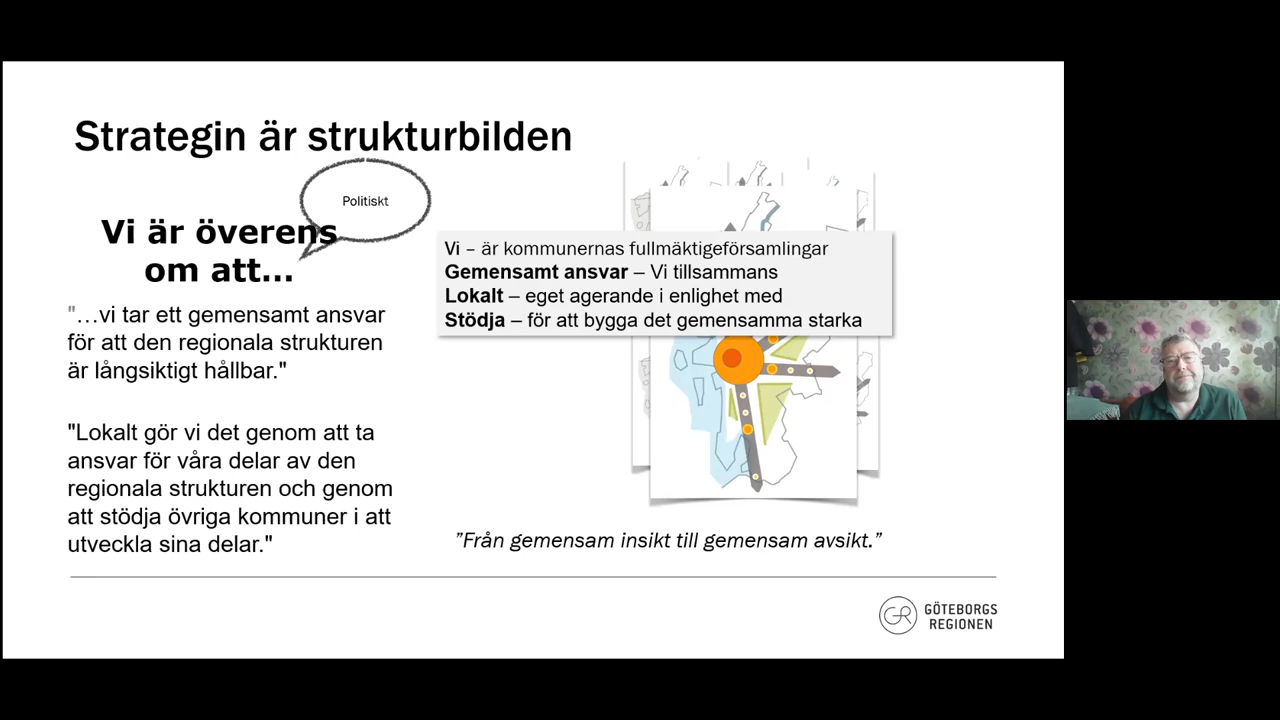 Strategin är strukturbilden
Politiskt
Vi är överens
om att...
"...vi tar ett gemensamt ansvar
för att den regionala strukturen
är långsiktigt hållbar."
"Lokalt gör vi det genom att ta
ansvar för våra delar av den
regionala strukturen och genom
att stödja övriga kommuner i att
utveckla sina delar."
Vi – är kommunernas fullmäktigeförsamlingar
Gemensamt ansvar – Vi tillsammans
Lokalt – eget agerande i enlighet med
Stödja – för att bygga det gemensamma starka
”Från gemensam insikt till gemensam avsikt.”
GR
GÖTEBORGS
REGIONEN